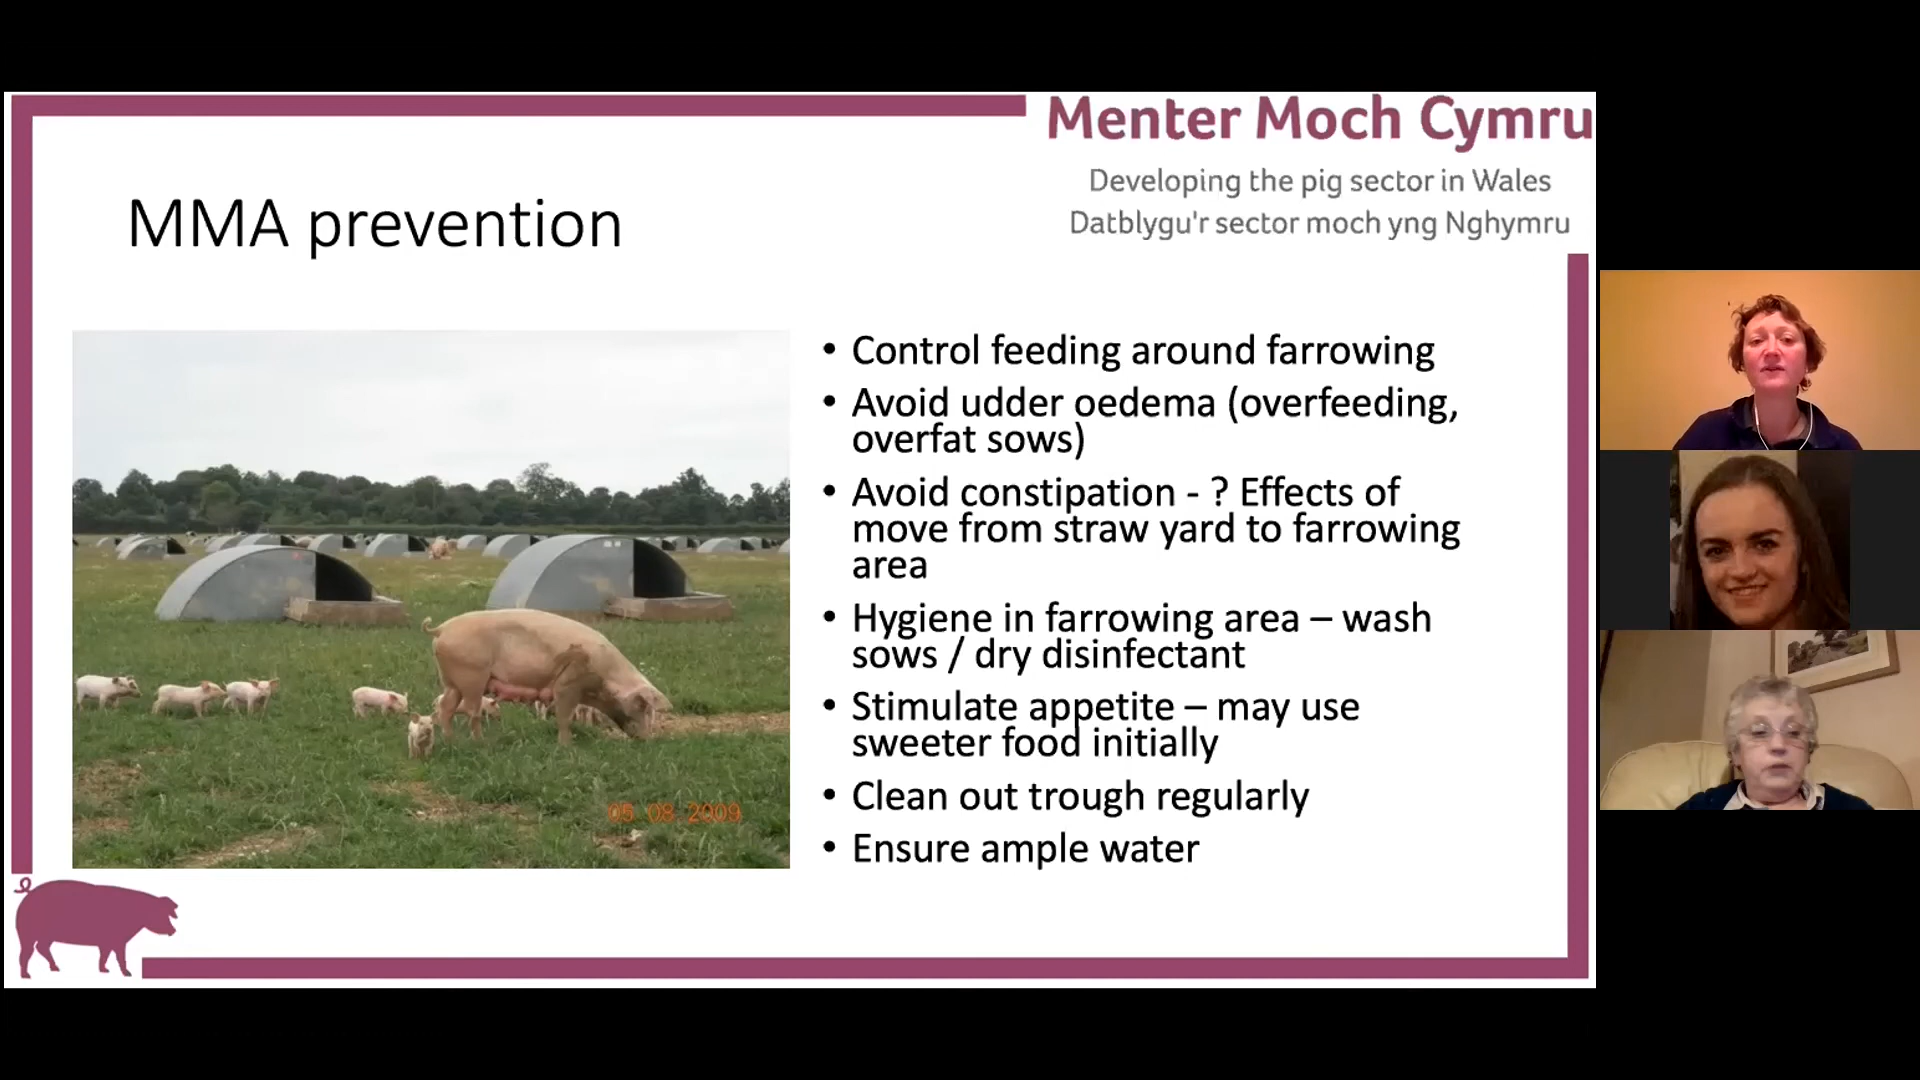 Menter Moch Cymru
Developing the pig sector in Wales
Datblygu'r sector moch yng Nghymru
MMA prevention
• Control feeding around farrowing
• Avoid udder oedema (overfeeding,
overfat sows)
• Avoid constipation - ? Effects of
move from straw yard to farrowing
area
• Hygiene in farrowing area – wash
sows / dry disinfectant
• Stimulate appetite – may use
sweeter food initially
• Clean out trough regularly
• Ensure ample water
05 08 2009